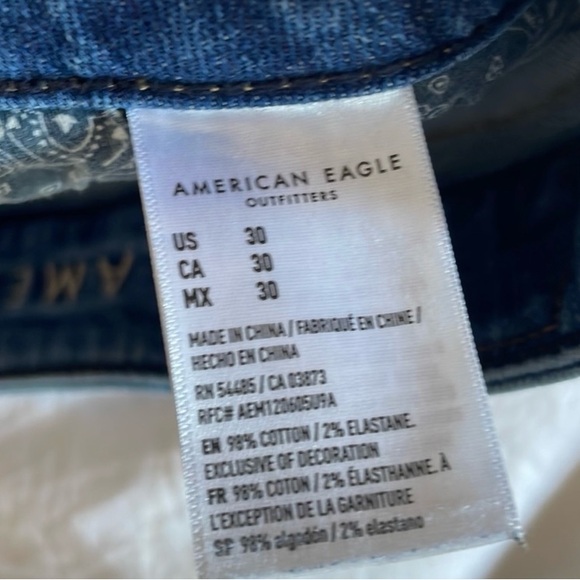 AMERICAN EAGLE
OUTFITTERS
US 30
CA 30
MX 30
MADE IN CHINA / FABRIQUÉ EN CHINE /
HECHO EN CHINA
RN 54485 / CA 03873
RFC# AEM120605U9A
EN 98% COTTON / 2% ELASTANE.
EXCLUSIVE OF DECORATION
FR 98% COTON / 2% ÉLASTHANNE. À
L'EXCEPTION DE LA GARNITURE
SP 98% algodón / 2% elastano
AME